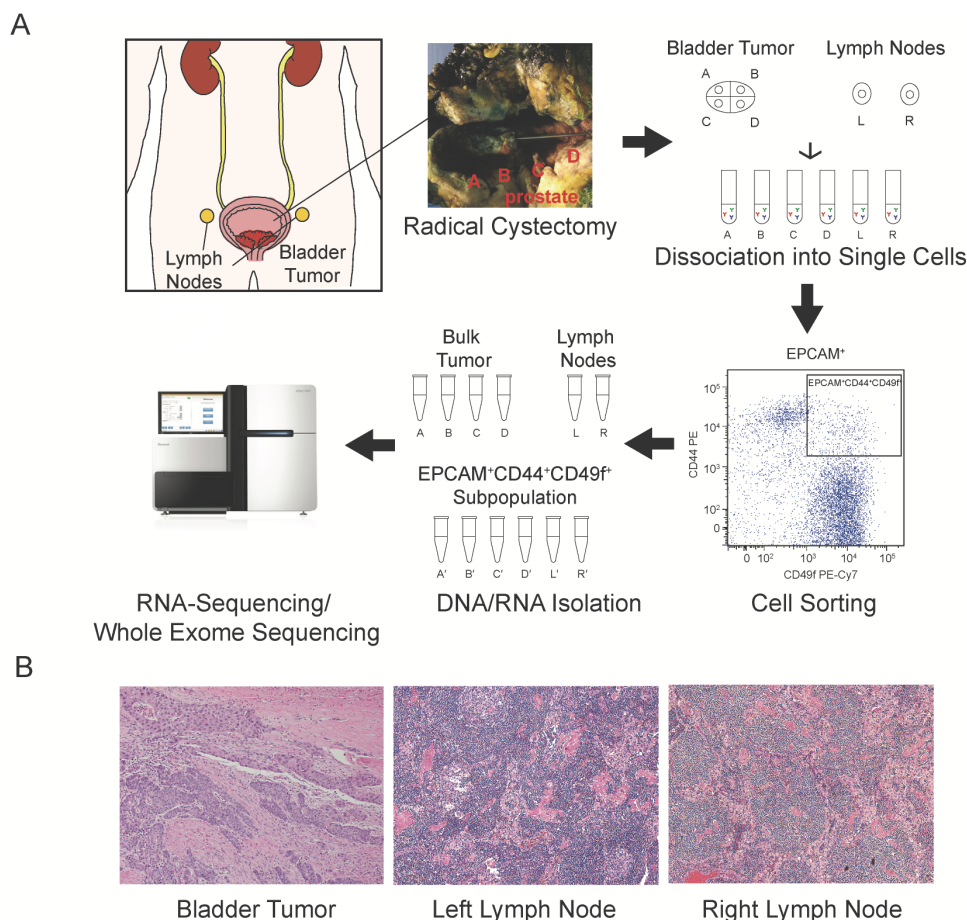 A
Lymph
Nodes
Bladder
Tumor
A
B
C
D
prostate
Radical Cystectomy
Bladder Tumor
Lymph Nodes
A B
C D
L R
A B C D L R
Dissociation into Single Cells
EPCAM⁺
EPCAM⁺CD44⁺CD49f⁺
10⁵
10⁴
10³
10²
0
CD44 PE
0 10² 10³ 10⁴ 10⁵
CD49f PE-Cy7
Cell Sorting
Bulk
Tumor
Lymph
Nodes
A B C D
L R
EPCAM⁺CD44⁺CD49f⁺
Subpopulation
A′ B′ C′ D′ L′ R′
DNA/RNA Isolation
RNA-Sequencing/
Whole Exome Sequencing
B
Bladder Tumor
Left Lymph Node
Right Lymph Node